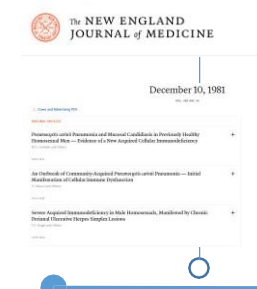 The NEW ENGLAND
JOURNAL of MEDICINE
December 10, 1981
Pneumocystis carinii Pneumonia and Mucosal Candidiasis in Previously Healthy
Homosexual Men — Evidence of a New Acquired Cellular Immunodeficiency
An Outbreak of Community-Acquired Pneumocystis carinii Pneumonia — Initial
Manifestation of Cellular Immune Dysfunction
Severe Acquired Immunodeficiency in Male Homosexuals, Manifested by Chronic
Perianal Ulcerative Herpes Simplex Lesions